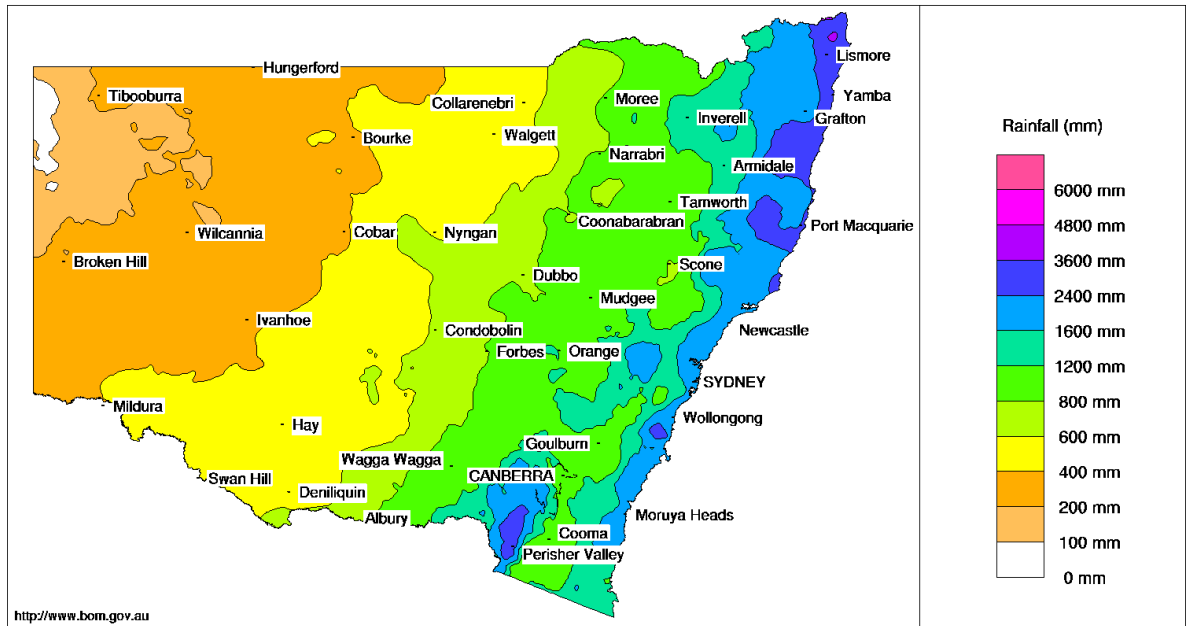 Hungerford
Lismore
Tibooburra
Collarenebri
Moree
Yamba
Inverell
Grafton
Bourke
Walgett
Narrabri
Armidale
Tamworth
Coonabarabran
Port Macquarie
Wilcannia
Cobar
Nyngan
Broken Hill
Dubbo
Scone
Mudgee
Ivanhoe
Condobolin
Newcastle
Forbes
Orange
SYDNEY
Mildura
Wollongong
Hay
Goulburn
Wagga Wagga
Swan Hill
CANBERRA
Deniliquin
Albury
Moruya Heads
Cooma
Perisher Valley
http://www.bom.gov.au
Rainfall (mm)
6000 mm
4800 mm
3600 mm
2400 mm
1600 mm
1200 mm
800 mm
600 mm
400 mm
200 mm
100 mm
0 mm